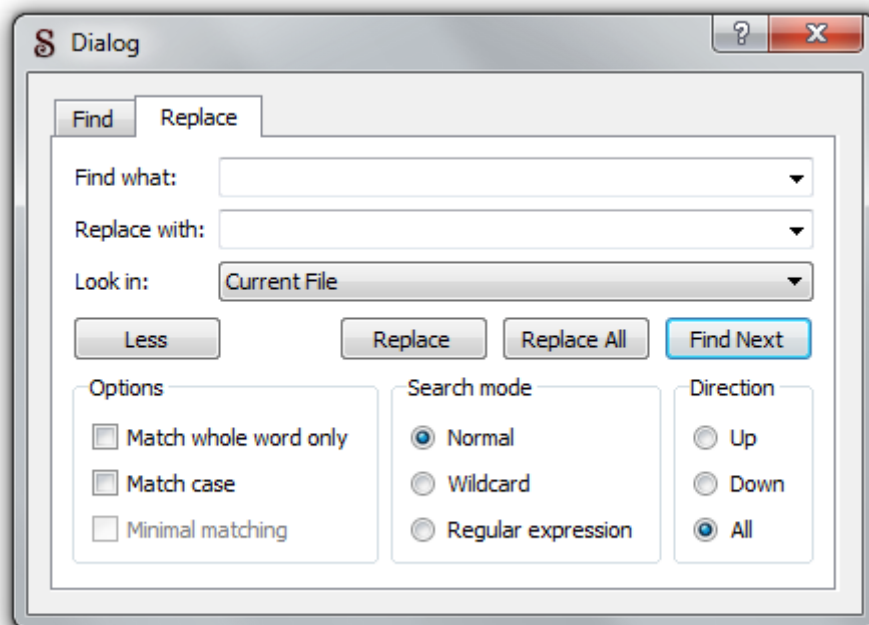 Dialog
Find Replace
Find what:
Replace with:
Look in: Current File
Less Replace Replace All Find Next
Options Search mode Direction
Match whole word only Normal Up
Match case Wildcard Down
Minimal matching Regular expression All